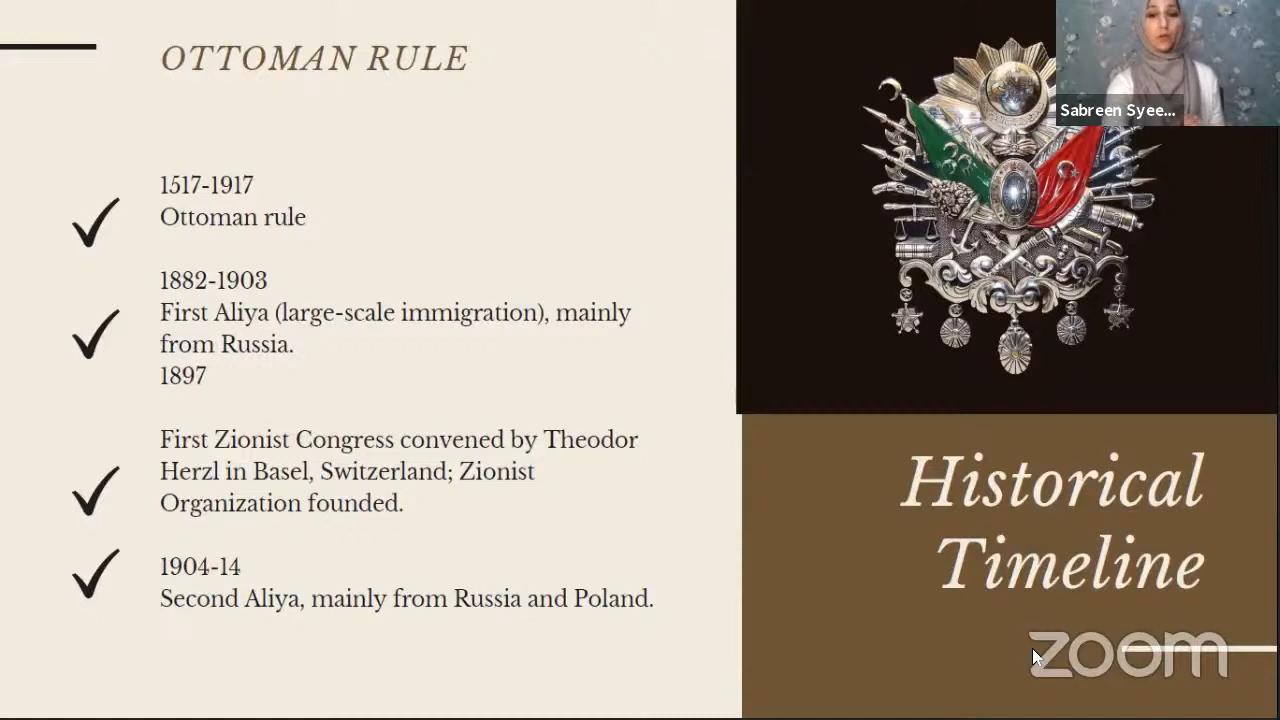 OTTOMAN RULE
1517-1917
Ottoman rule
1882-1903
First Aliya (large-scale immigration), mainly
from Russia.
1897
First Zionist Congress convened by Theodor
Herzl in Basel, Switzerland; Zionist
Organization founded.
1904-14
Second Aliya, mainly from Russia and Poland.
Sabreen Syee...
Historical
Timeline
zoom